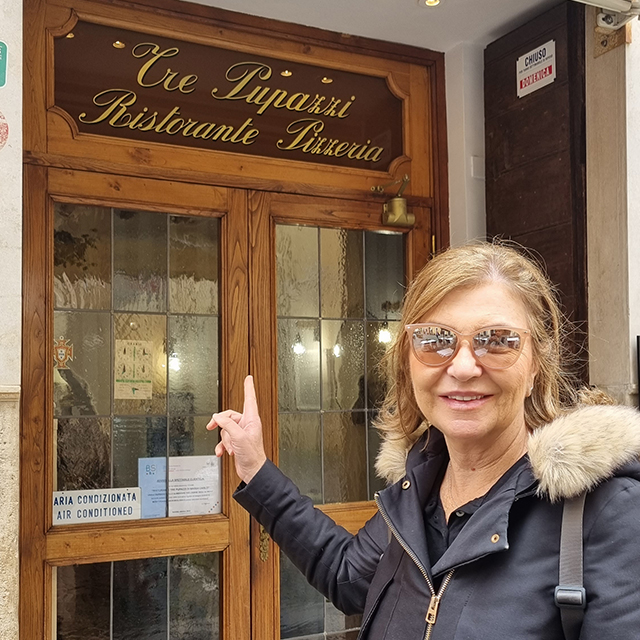 Tre Pupazzi
Ristorante Pizzeria
CHIUSO
DOMENICA
ARIA CONDIZIONATA
AIR CONDITIONED